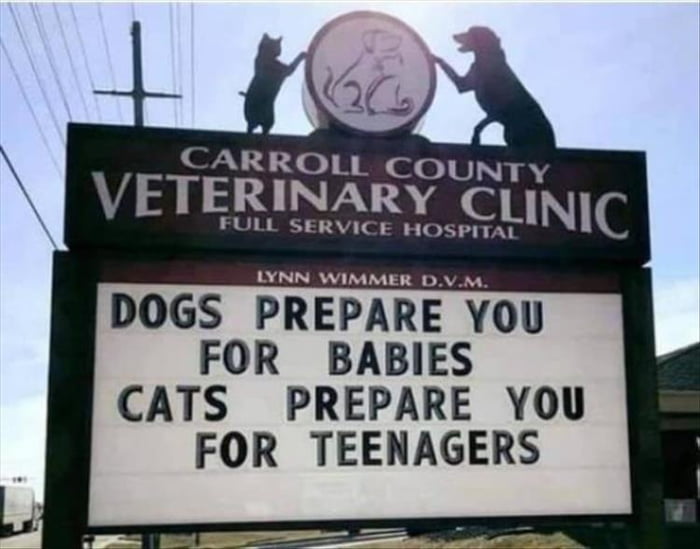 CARROLL COUNTY
VETERINARY CLINIC
FULL SERVICE HOSPITAL
LYNN WIMMER D.V.M.
DOGS PREPARE YOU
FOR BABIES
CATS PREPARE YOU
FOR TEENAGERS